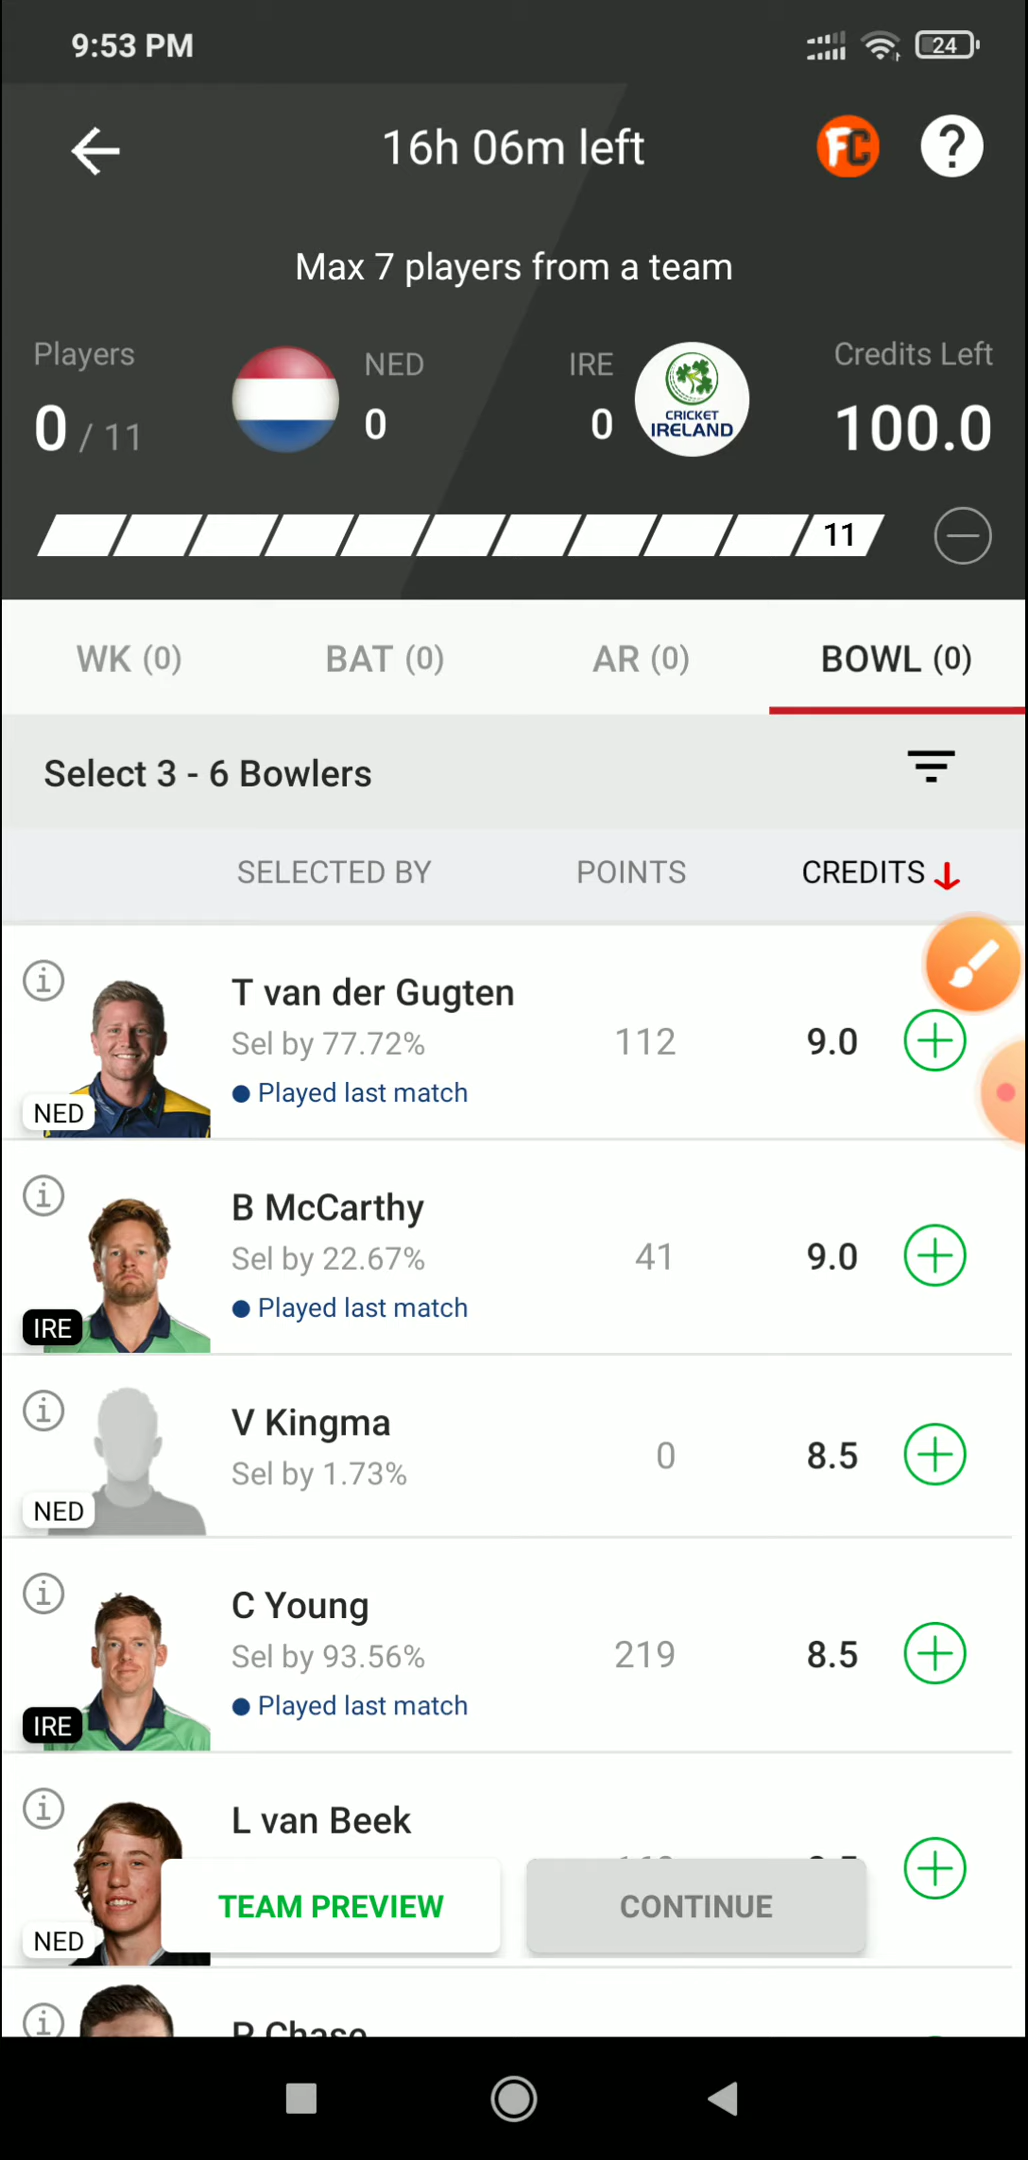 9:53 PM
24
16h 06m left
FC
?
Max 7 players from a team
Players
NED
IRE
Credits Left
0 / 11
0
0
CRICKET
IRELAND
100.0
11
WK (0)
BAT (0)
AR (0)
BOWL (0)
Select 3 - 6 Bowlers
SELECTED BY
POINTS
CREDITS
T van der Gugten
Sel by 77.72%
112
9.0
Played last match
NED
B McCarthy
Sel by 22.67%
41
9.0
Played last match
IRE
V Kingma
Sel by 1.73%
0
8.5
NED
C Young
Sel by 93.56%
219
8.5
Played last match
IRE
L van Beek
TEAM PREVIEW
CONTINUE
NED
Chase